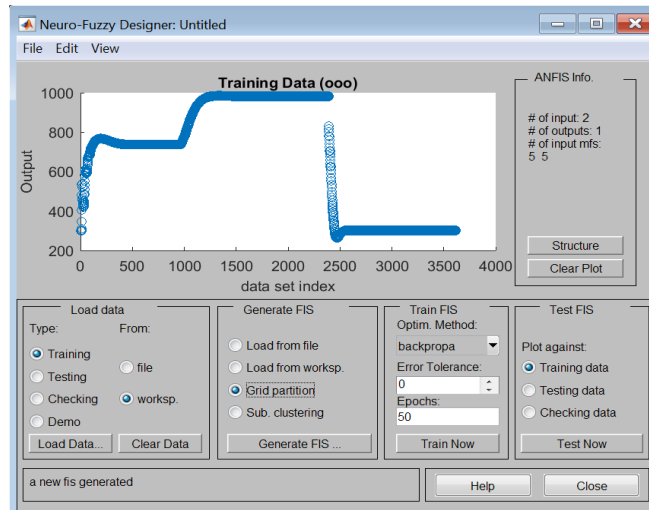 Neuro-Fuzzy Designer: Untitled
File Edit View
Training Data (ooo)
1000
800
600
400
200
Output
0 500 1000 1500 2000 2500 3000 3500 4000
data set index
ANFIS Info.
# of input: 2
# of outputs: 1
# of input mfs:
5 5
Structure
Clear Plot
Load data
Type: From:
Training
Testing
Checking
Demo
file
worksp.
Load Data... Clear Data
Generate FIS
Load from file
Load from worksp.
Grid partition
Sub. clustering
Generate FIS ...
Train FIS
Optim. Method:
backpropa
Error Tolerance:
0
Epochs:
50
Train Now
Test FIS
Plot against:
Training data
Testing data
Checking data
Test Now
a new fis generated
Help Close